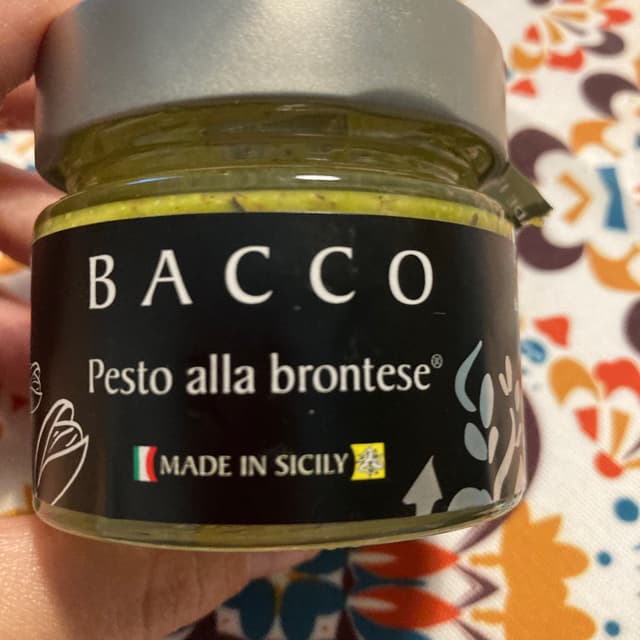 BACCO
Pesto alla brontese®
MADE IN SICILY